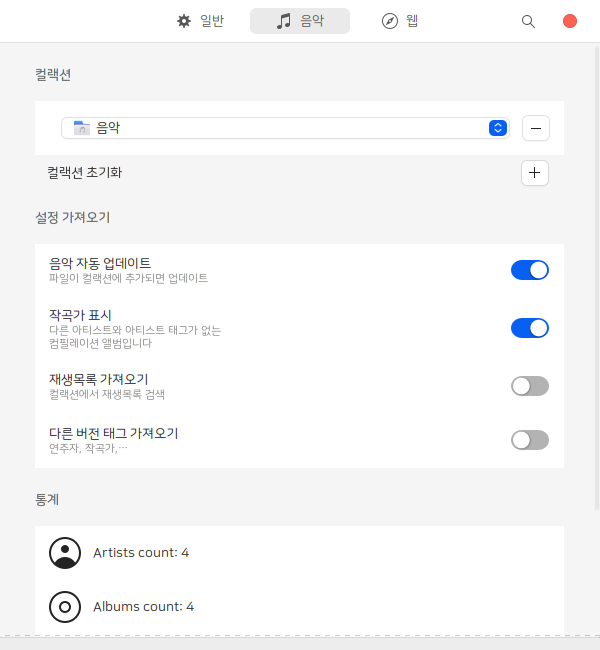 일반
음악
웹
컬랙션
음악
컬랙션 초기화
설정 가져오기
음악 자동 업데이트
파일이 컬랙션에 추가되면 업데이트
작곡가 표시
다른 아티스트와 아티스트 태그가 없는
컴필레이션 앨범입니다
재생목록 가져오기
컬랙션에서 재생목록 검색
다른 버전 태그 가져오기
연주자, 작곡가,…
통계
Artists count: 4
Albums count: 4